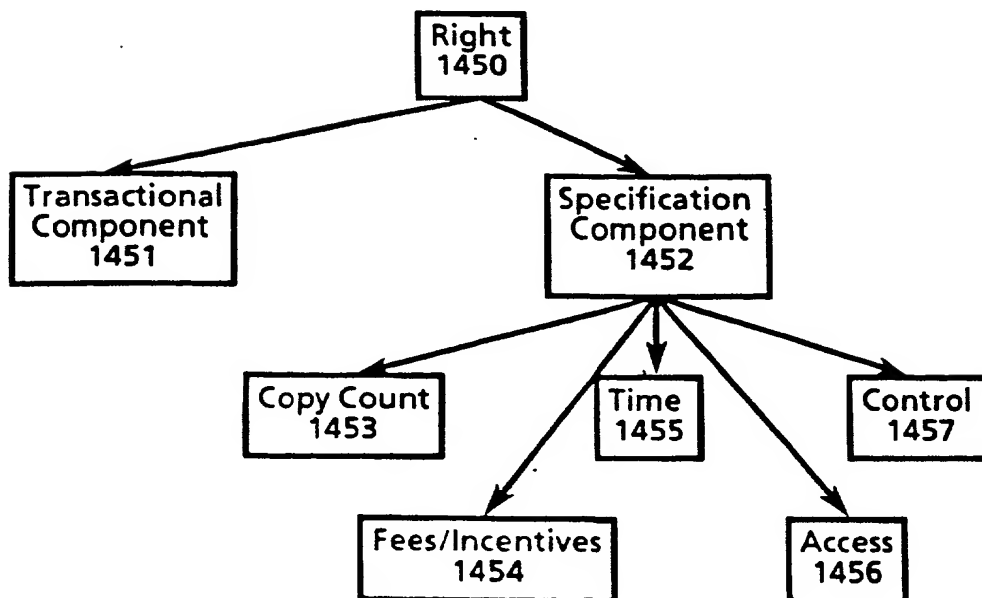 Right
1450
Transactional
Component
1451
Specification
Component
1452
Copy Count
1453
Time
1455
Control
1457
Fees/Incentives
1454
Access
1456